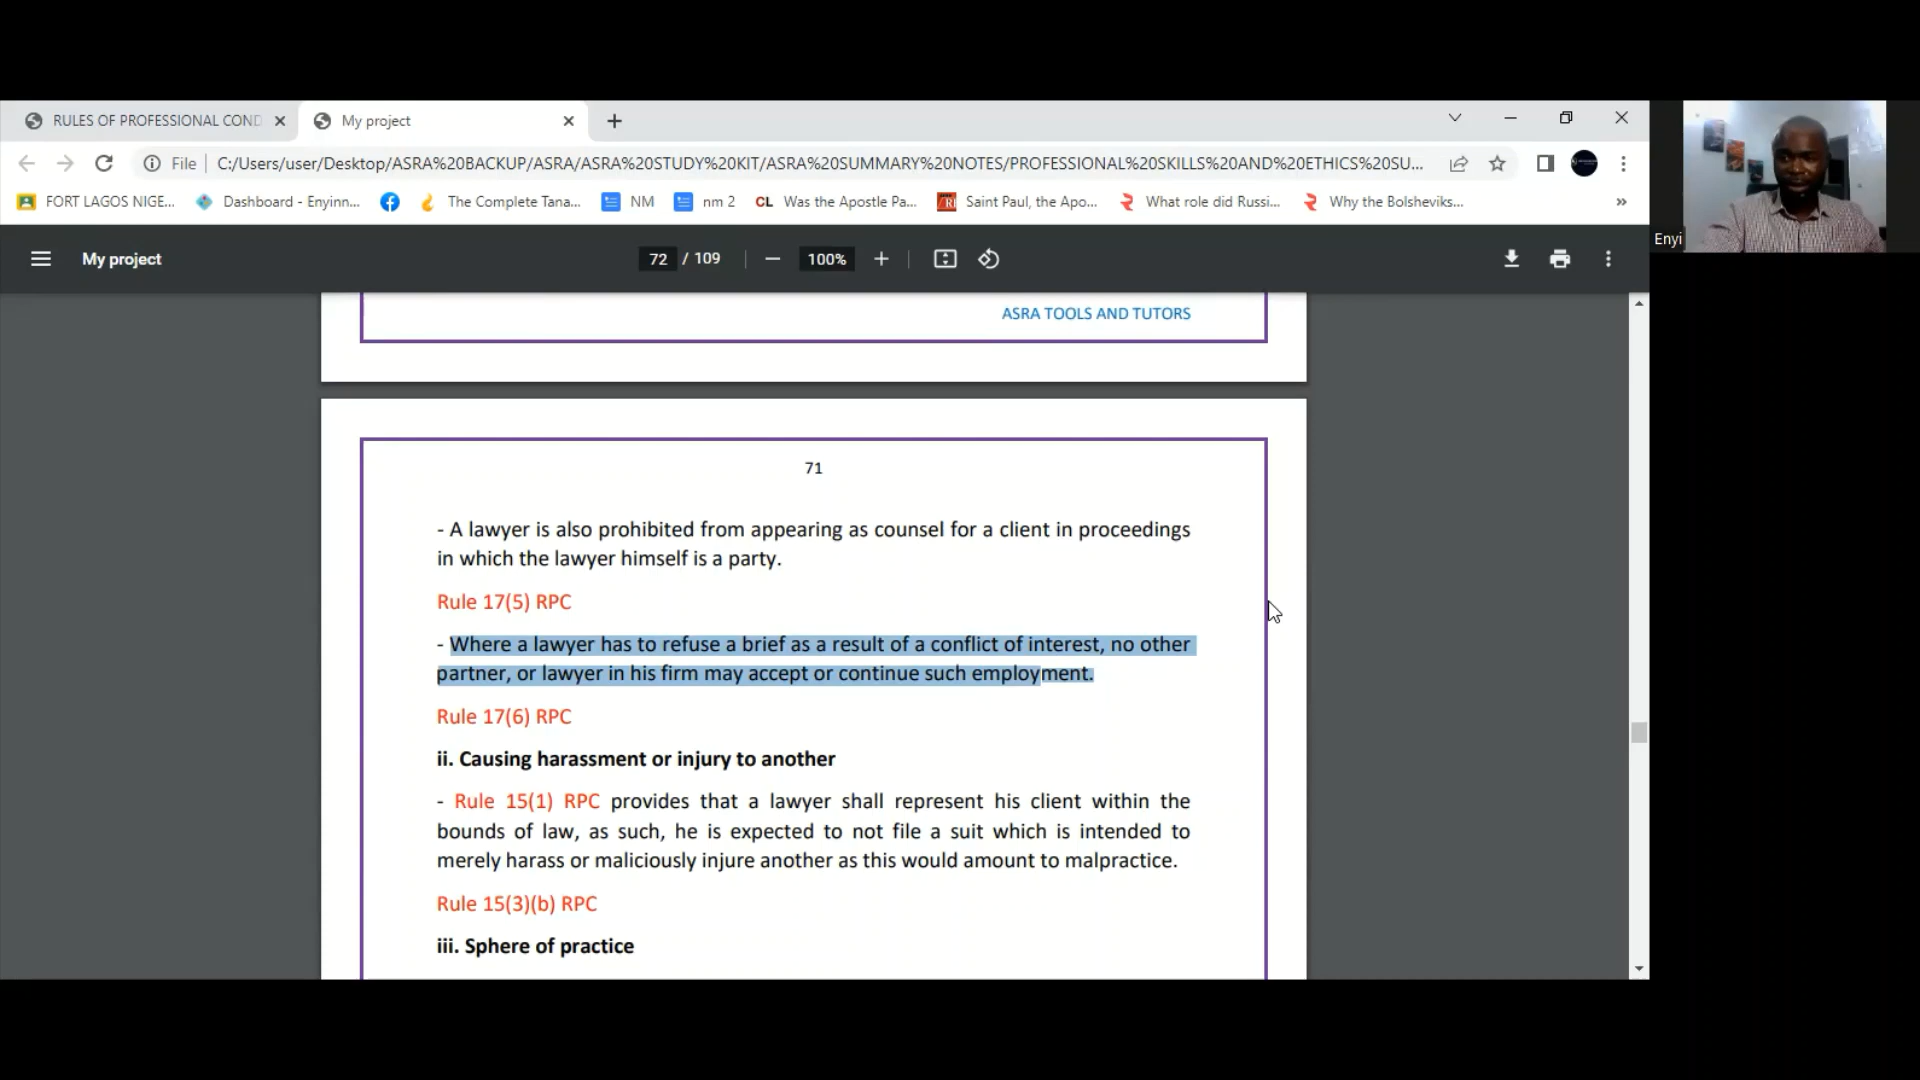 RULES OF PROFESSIONAL COND
My project
File
C:/Users/user/Desktop/ASRA%20BACKUP/ASRA/ASRA%20STUDY%20KIT/ASRA%20SUMMARY%20NOTES/PROFESSIONAL%20SKILLS%20AND%20ETHICS%20SU...
FORT LAGOS NIGE... Dashboard - Enyinn... The Complete Tana... NM nm 2 CL Was the Apostle Pa... Saint Paul, the Apo... What role did Russi... Why the Bolsheviks... »
Enyi
My project 72 / 109 100%
ASRA TOOLS AND TUTORS
71
- A lawyer is also prohibited from appearing as counsel for a client in proceedings
in which the lawyer himself is a party.
Rule 17(5) RPC
- Where a lawyer has to refuse a brief as a result of a conflict of interest, no other
partner, or lawyer in his firm may accept or continue such employment.
Rule 17(6) RPC
ii. Causing harassment or injury to another
- Rule 15(1) RPC provides that a lawyer shall represent his client within the
bounds of law, as such, he is expected to not file a suit which is intended to
merely harass or maliciously injure another as this would amount to malpractice.
Rule 15(3)(b) RPC
iii. Sphere of practice